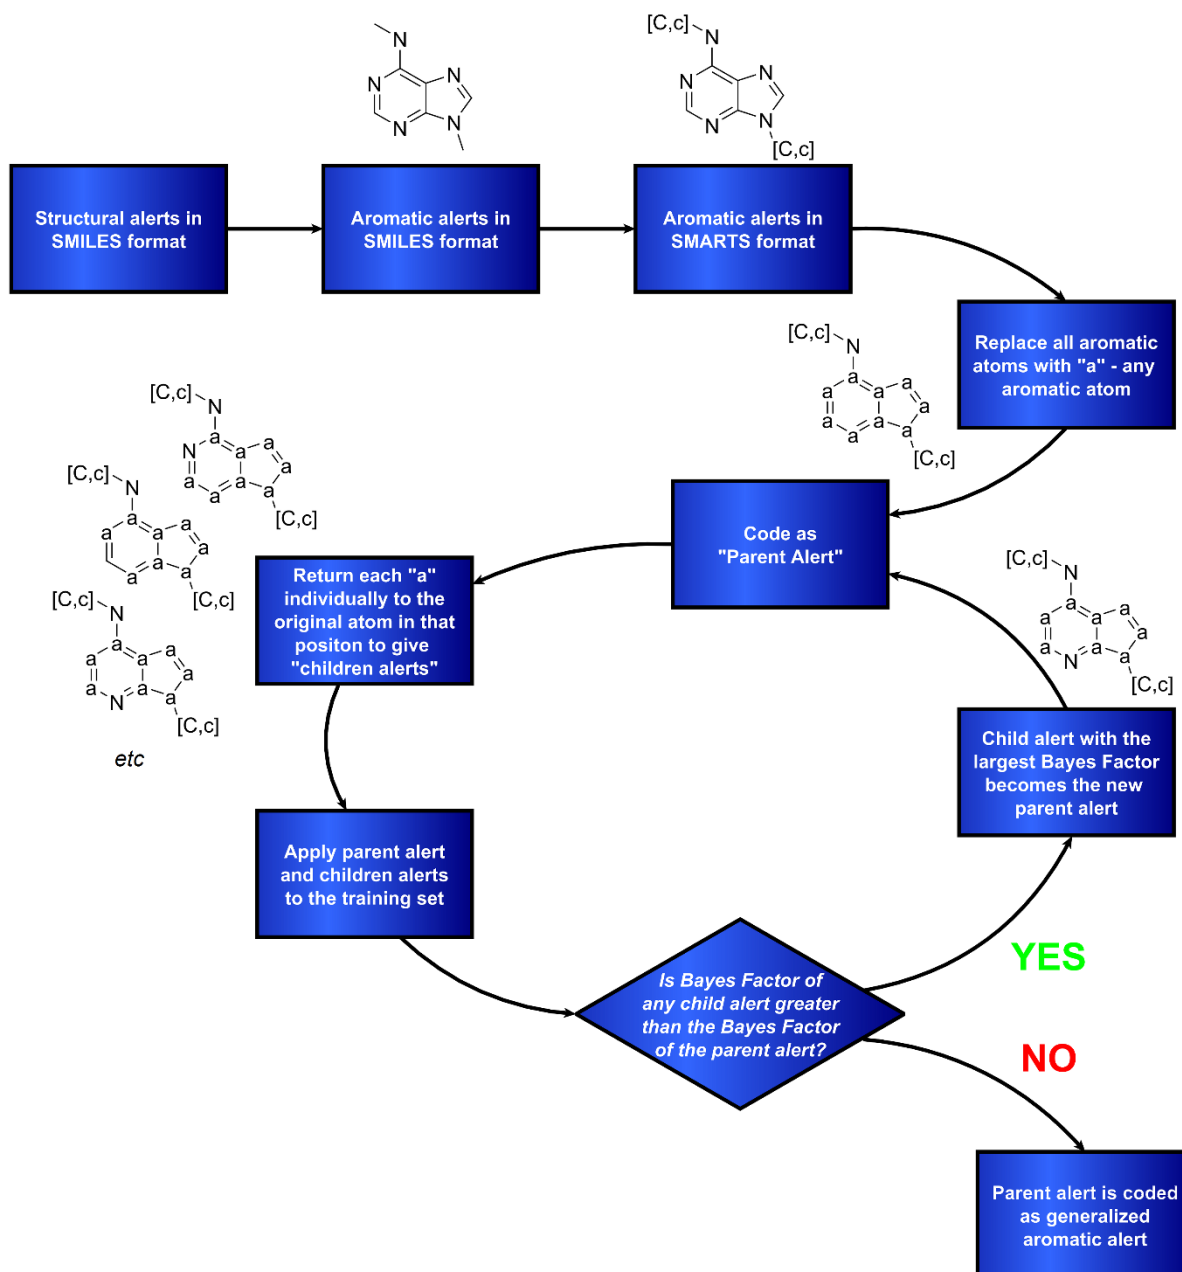 N
N N
N N
[C,c] N
N N
N N
[C,c]
Structural alerts in
SMILES format
Aromatic alerts in
SMILES format
Aromatic alerts in
SMARTS format
Replace all aromatic
atoms with "a" - any
aromatic atom
[C,c] N
a a
a a a
a a a
a
[C,c]
Code as
"Parent Alert"
[C,c] N
a a
N a a
a a a
[C,c]
[C,c] N
a a
a a a
a a a
[C,c]
[C,c] N
a a
a a a
a N a a
[C,c]
etc
Return each "a"
individually to the
original atom in that
positon to give
"children alerts"
Apply parent alert
and children alerts
to the training set
Is Bayes Factor of
any child alert greater
than the Bayes Factor
of the parent alert?
YES
[C,c] N
a a
a a a
a N a a
[C,c]
Child alert with the
largest Bayes Factor
becomes the new
parent alert
NO
Parent alert is coded
as generalized
aromatic alert